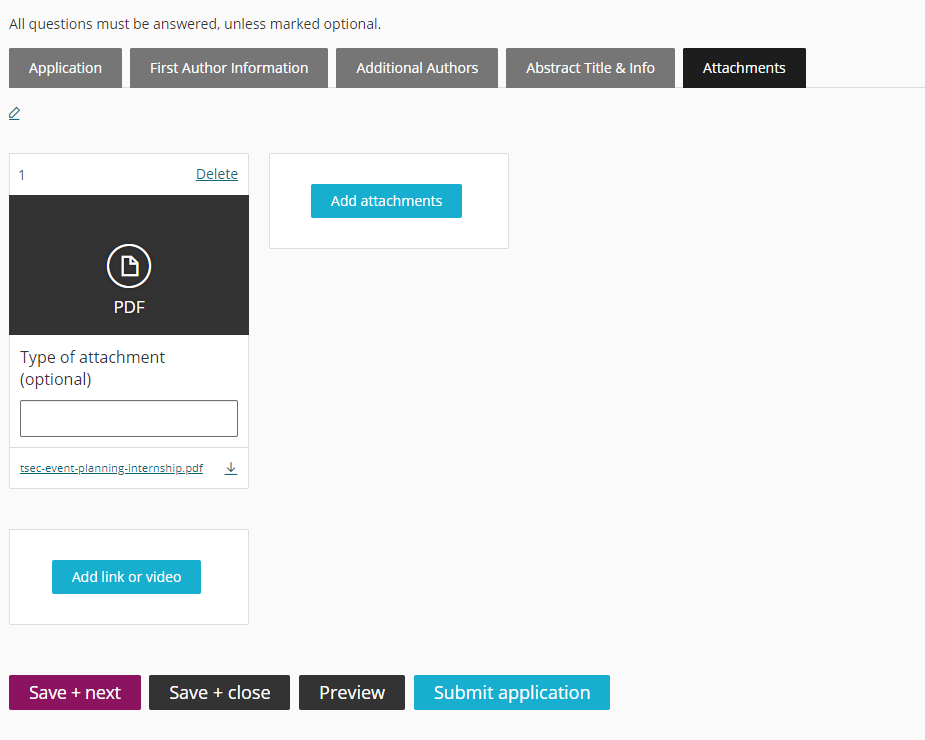 All questions must be answered, unless marked optional.
Application
First Author Information
Additional Authors
Abstract Title & Info
Attachments
1
Delete
PDF
Type of attachment
(optional)
tsec-event-planning-internship.pdf
Add attachments
Add link or video
Save + next
Save + close
Preview
Submit application